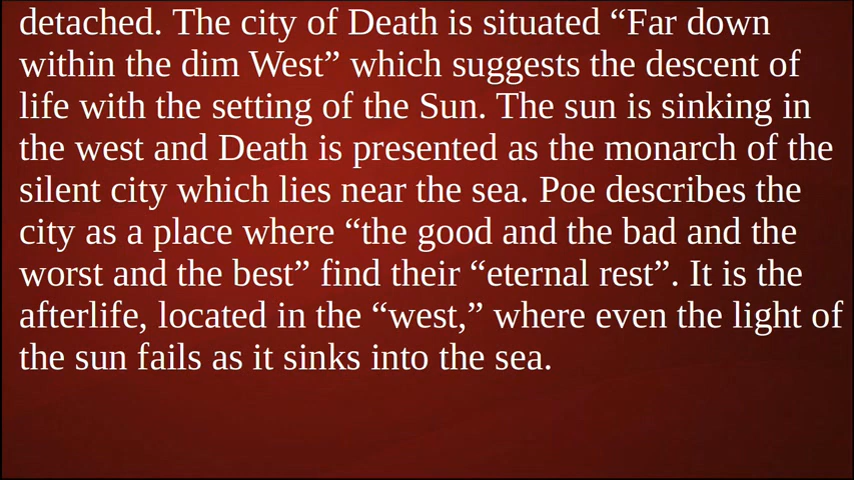 detached. The city of Death is situated “Far down
within the dim West” which suggests the descent of
life with the setting of the Sun. The sun is sinking in
the west and Death is presented as the monarch of the
silent city which lies near the sea. Poe describes the
city as a place where “the good and the bad and the
worst and the best” find their “eternal rest”. It is the
afterlife, located in the “west,” where even the light of
the sun fails as it sinks into the sea.